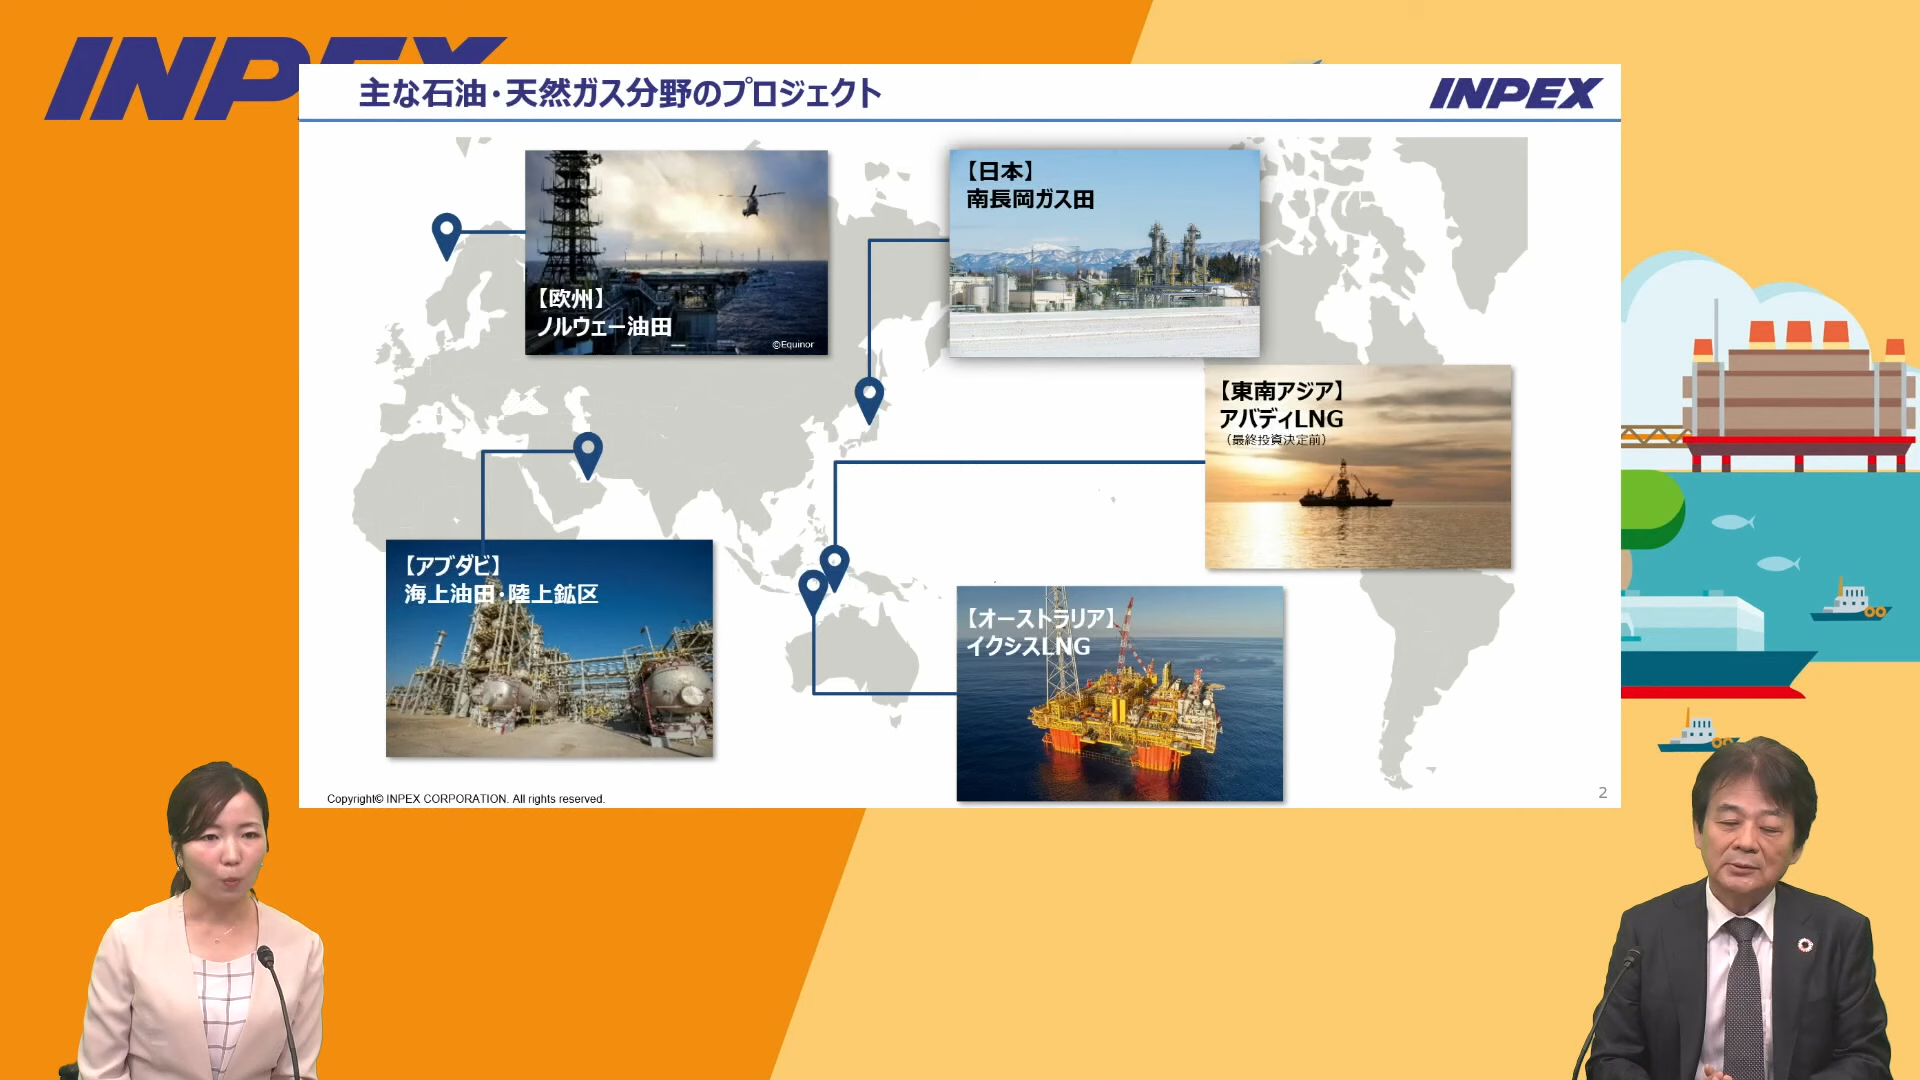 INPEX
主な石油・天然ガス分野のプロジェクト
INPEX
【欧州】
ノルウェー油田
©Equinor
【日本】
南長岡ガス田
【東南アジア】
アバディLNG
（最終投資決定前）
【アブダビ】
海上油田・陸上鉱区
【オーストラリア】
イクシスLNG
Copyright© INPEX CORPORATION. All rights reserved.
2